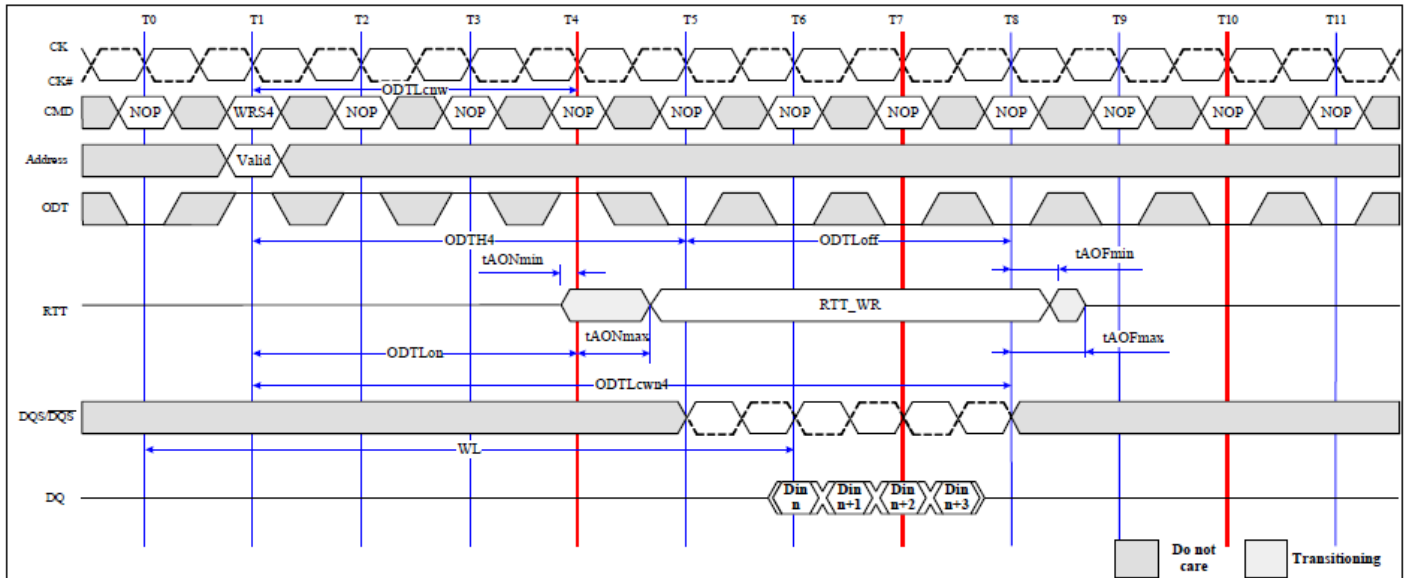 T0 T1 T2 T3 T4 T5 T6 T7 T8 T9 T10 T11
CK
CK#
ODTLcnw
CMD NOP WRS4 NOP NOP NOP NOP NOP NOP NOP NOP NOP NOP
Address Valid
ODT
ODTH4 ODTLoff
tAONmin tAOFmin
RTT RTT_WR
tAONmax tAOFmax
ODTLon
ODTLcwn4
DQS/DQS
WL
DQ Din n Din n+1 Din n+2 Din n+3
Do not care Transitioning